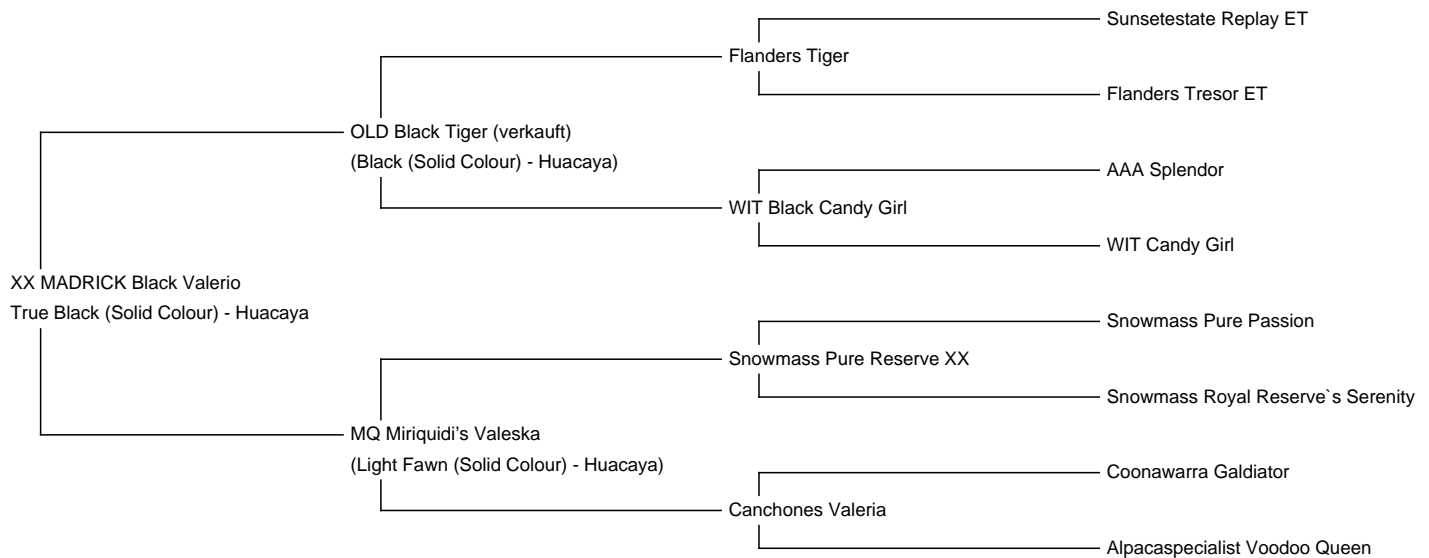 Sunsetestate Replay ET
Flanders Tiger
Flanders Tresor ET
OLD Black Tiger (verkauft)
(Black (Solid Colour) - Huacaya)
AAA Splendor
WIT Black Candy Girl
WIT Candy Girl
XX MADRICK Black Valerio
True Black (Solid Colour) - Huacaya
Snowmass Pure Passion
Snowmass Pure Reserve XX
Snowmass Royal Reserve`s Serenity
MQ Miriquidi's Valeska
(Light Fawn (Solid Colour) - Huacaya)
Coonawarra Galdiator
Canchones Valeria
Alpacaspecialist Voodoo Queen